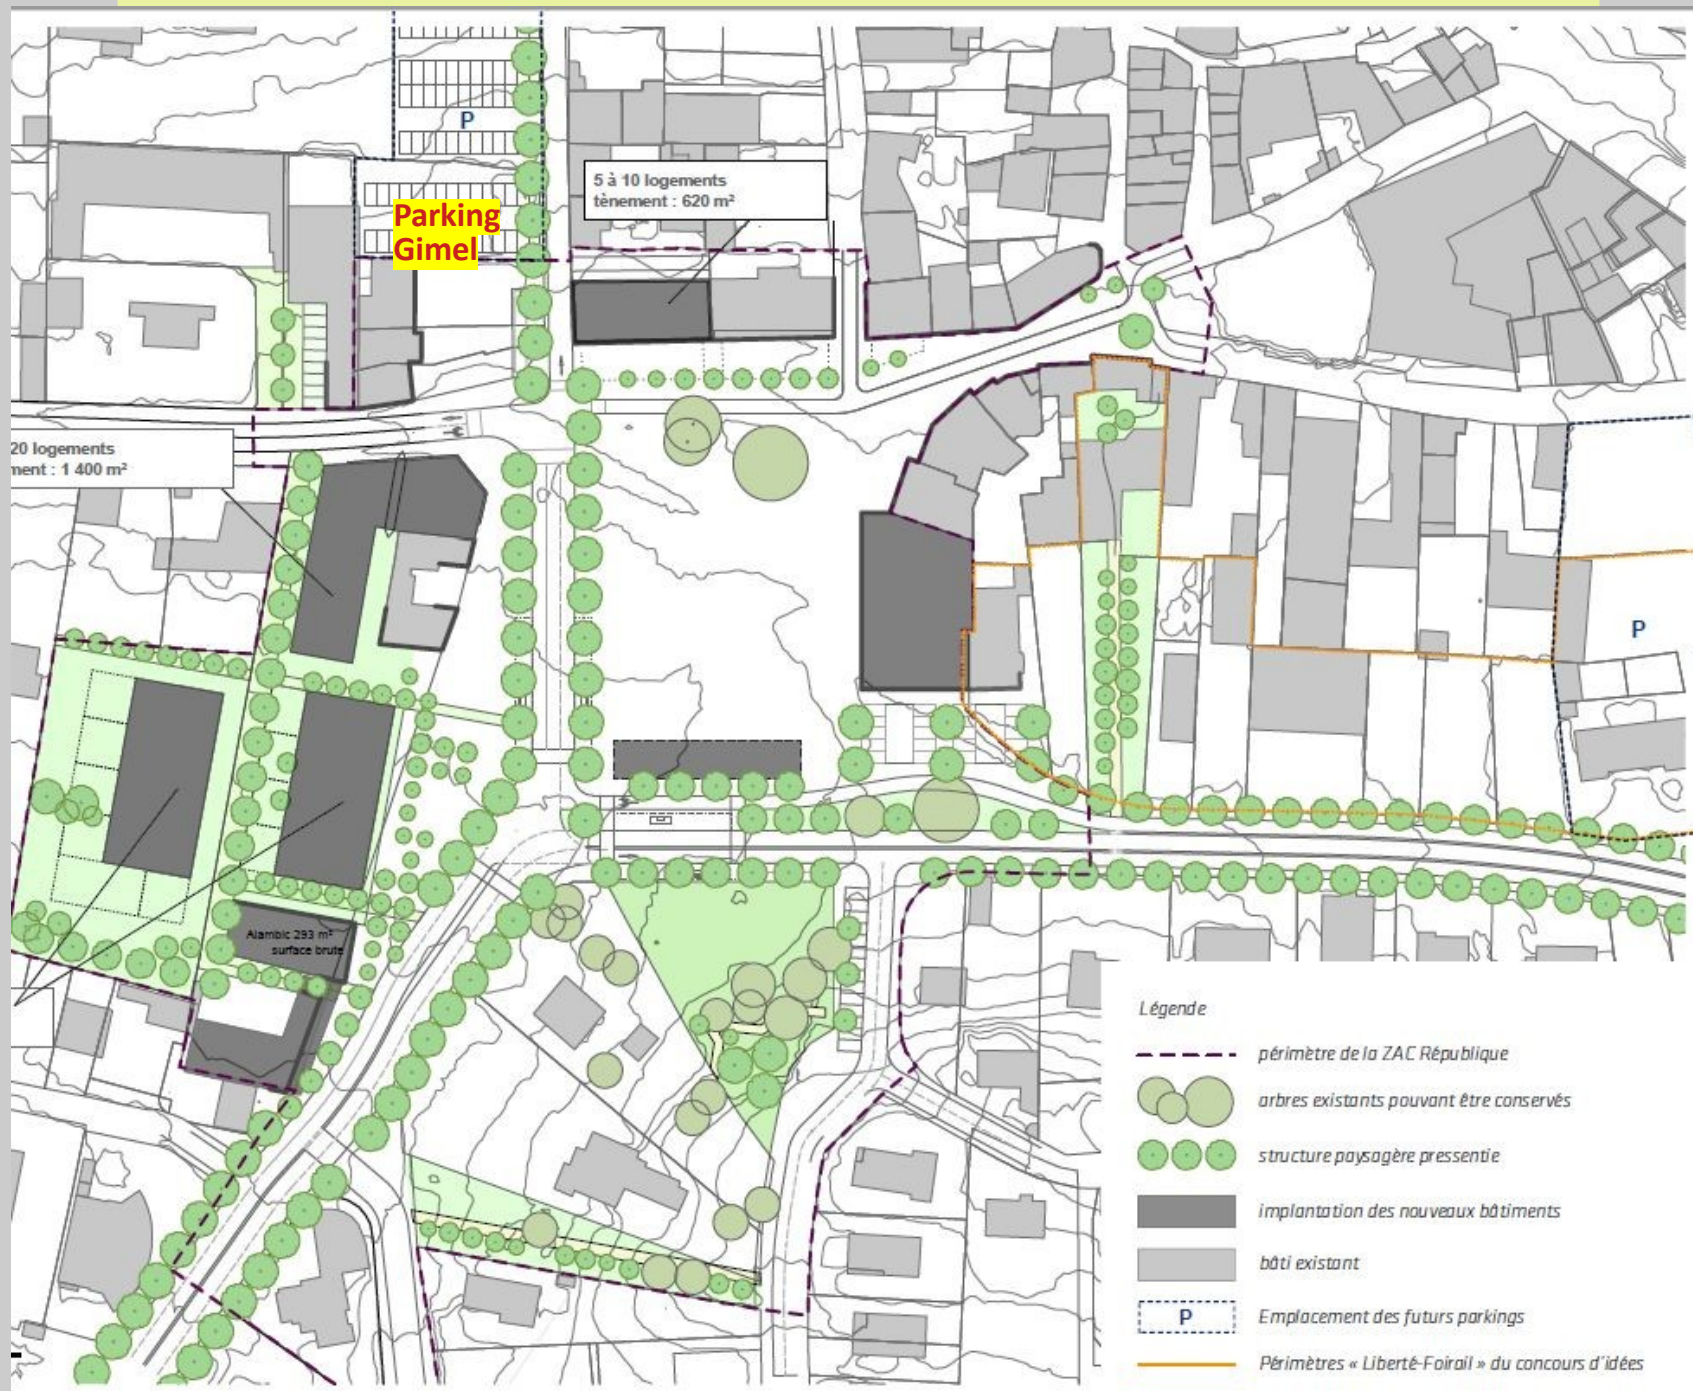 P
5 à 10 logements
tènement : 620 m²
Parking
Gimel
20 logements
ment : 1 400 m²
P
Alambic 293 m²
surface brute
Légende
périmètre de la ZAC République
arbres existants pouvant être conservés
structure paysagère pressentie
implantation des nouveaux bâtiments
bâti existant
P
Emplacement des futurs parkings
Périmètres « Liberté-Foirail » du concours d'idées